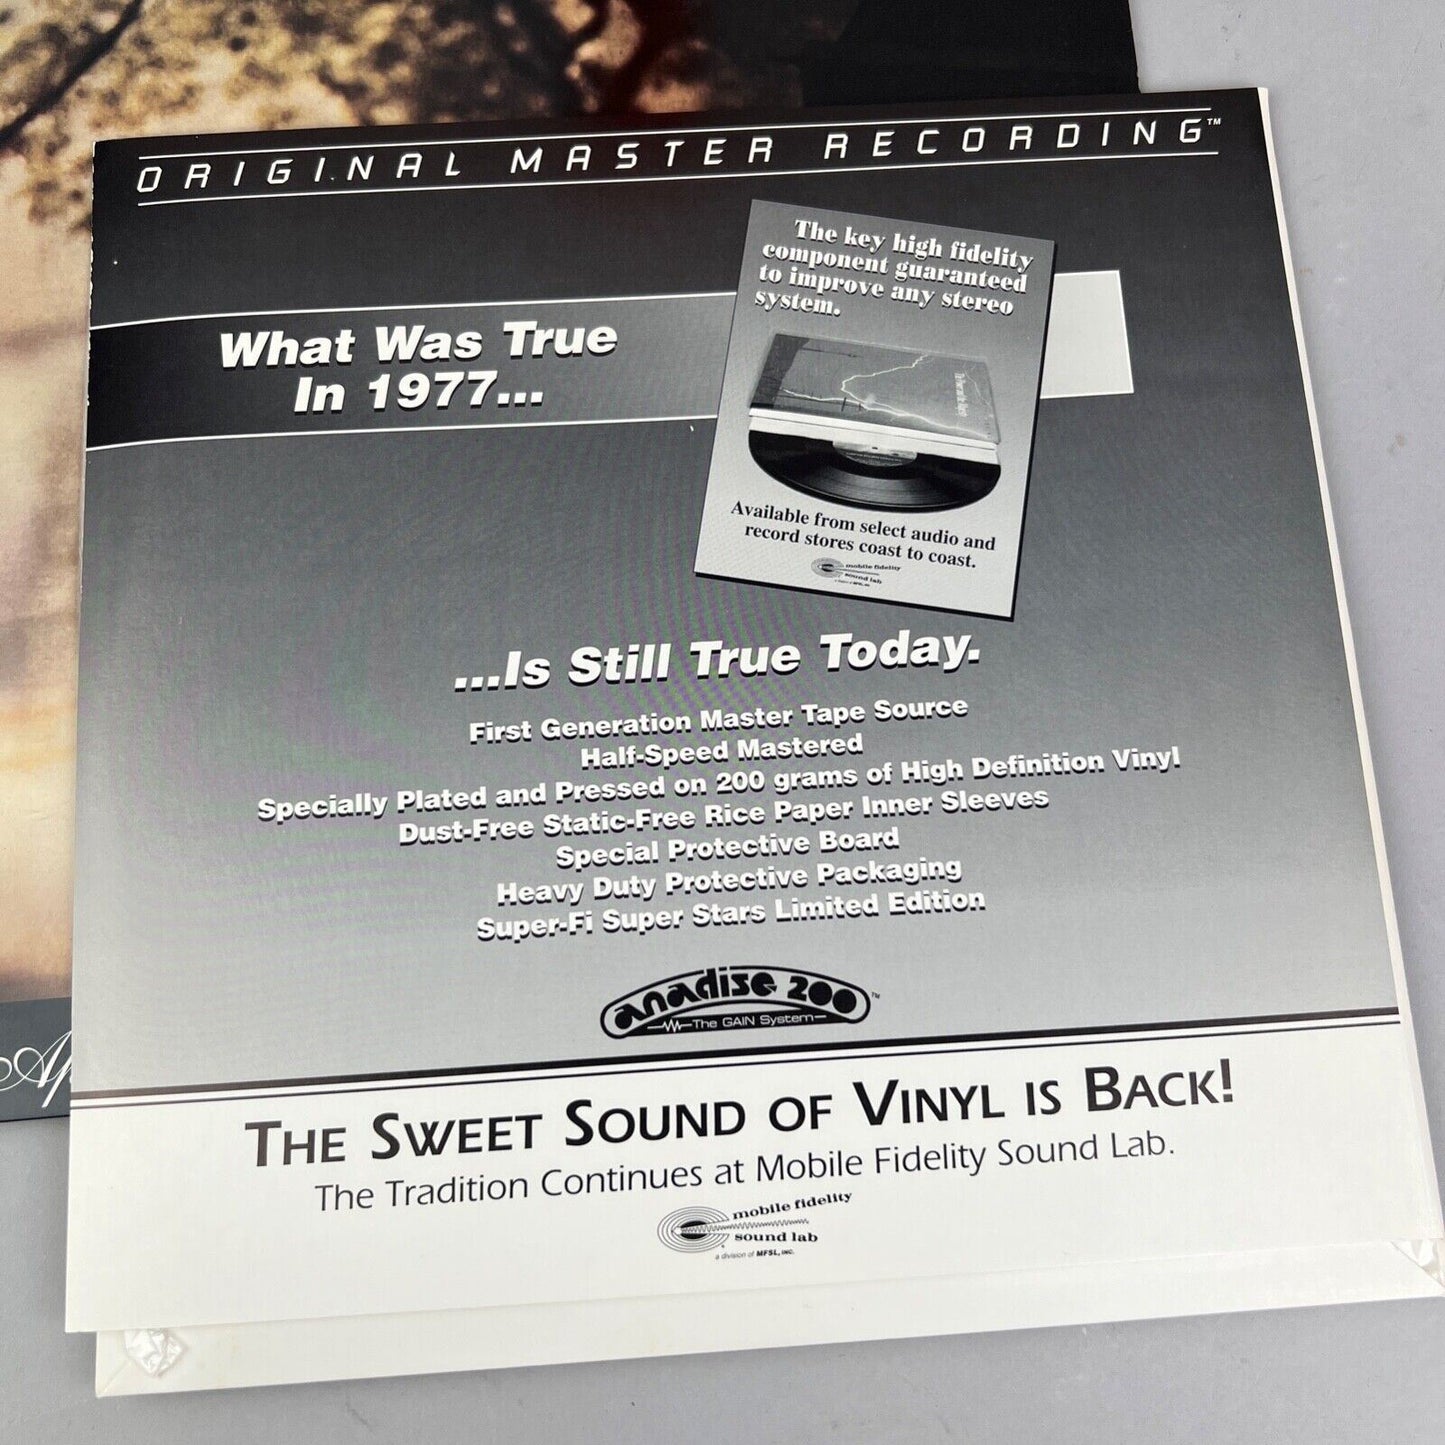 ORIGINAL MASTER RECORDING™
The key high fidelity
component guaranteed
to improve any stereo
system.
What Was True
In 1977...
Available from select audio and
record stores coast to coast.
mobile fidelity
sound lab
...Is Still True Today.
First Generation Master Tape Source
Half-Speed Mastered
Specially Plated and Pressed on 200 grams of High Definition Vinyl
Dust-Free Static-Free Rice Paper Inner Sleeves
Special Protective Board
Heavy Duty Protective Packaging
Super-Fi Super Stars Limited Edition
anadisc 200™
The GAIN System
THE SWEET SOUND OF VINYL IS BACK!
The Tradition Continues at Mobile Fidelity Sound Lab.
mobile fidelity
sound lab
a division of MFSL, INC.